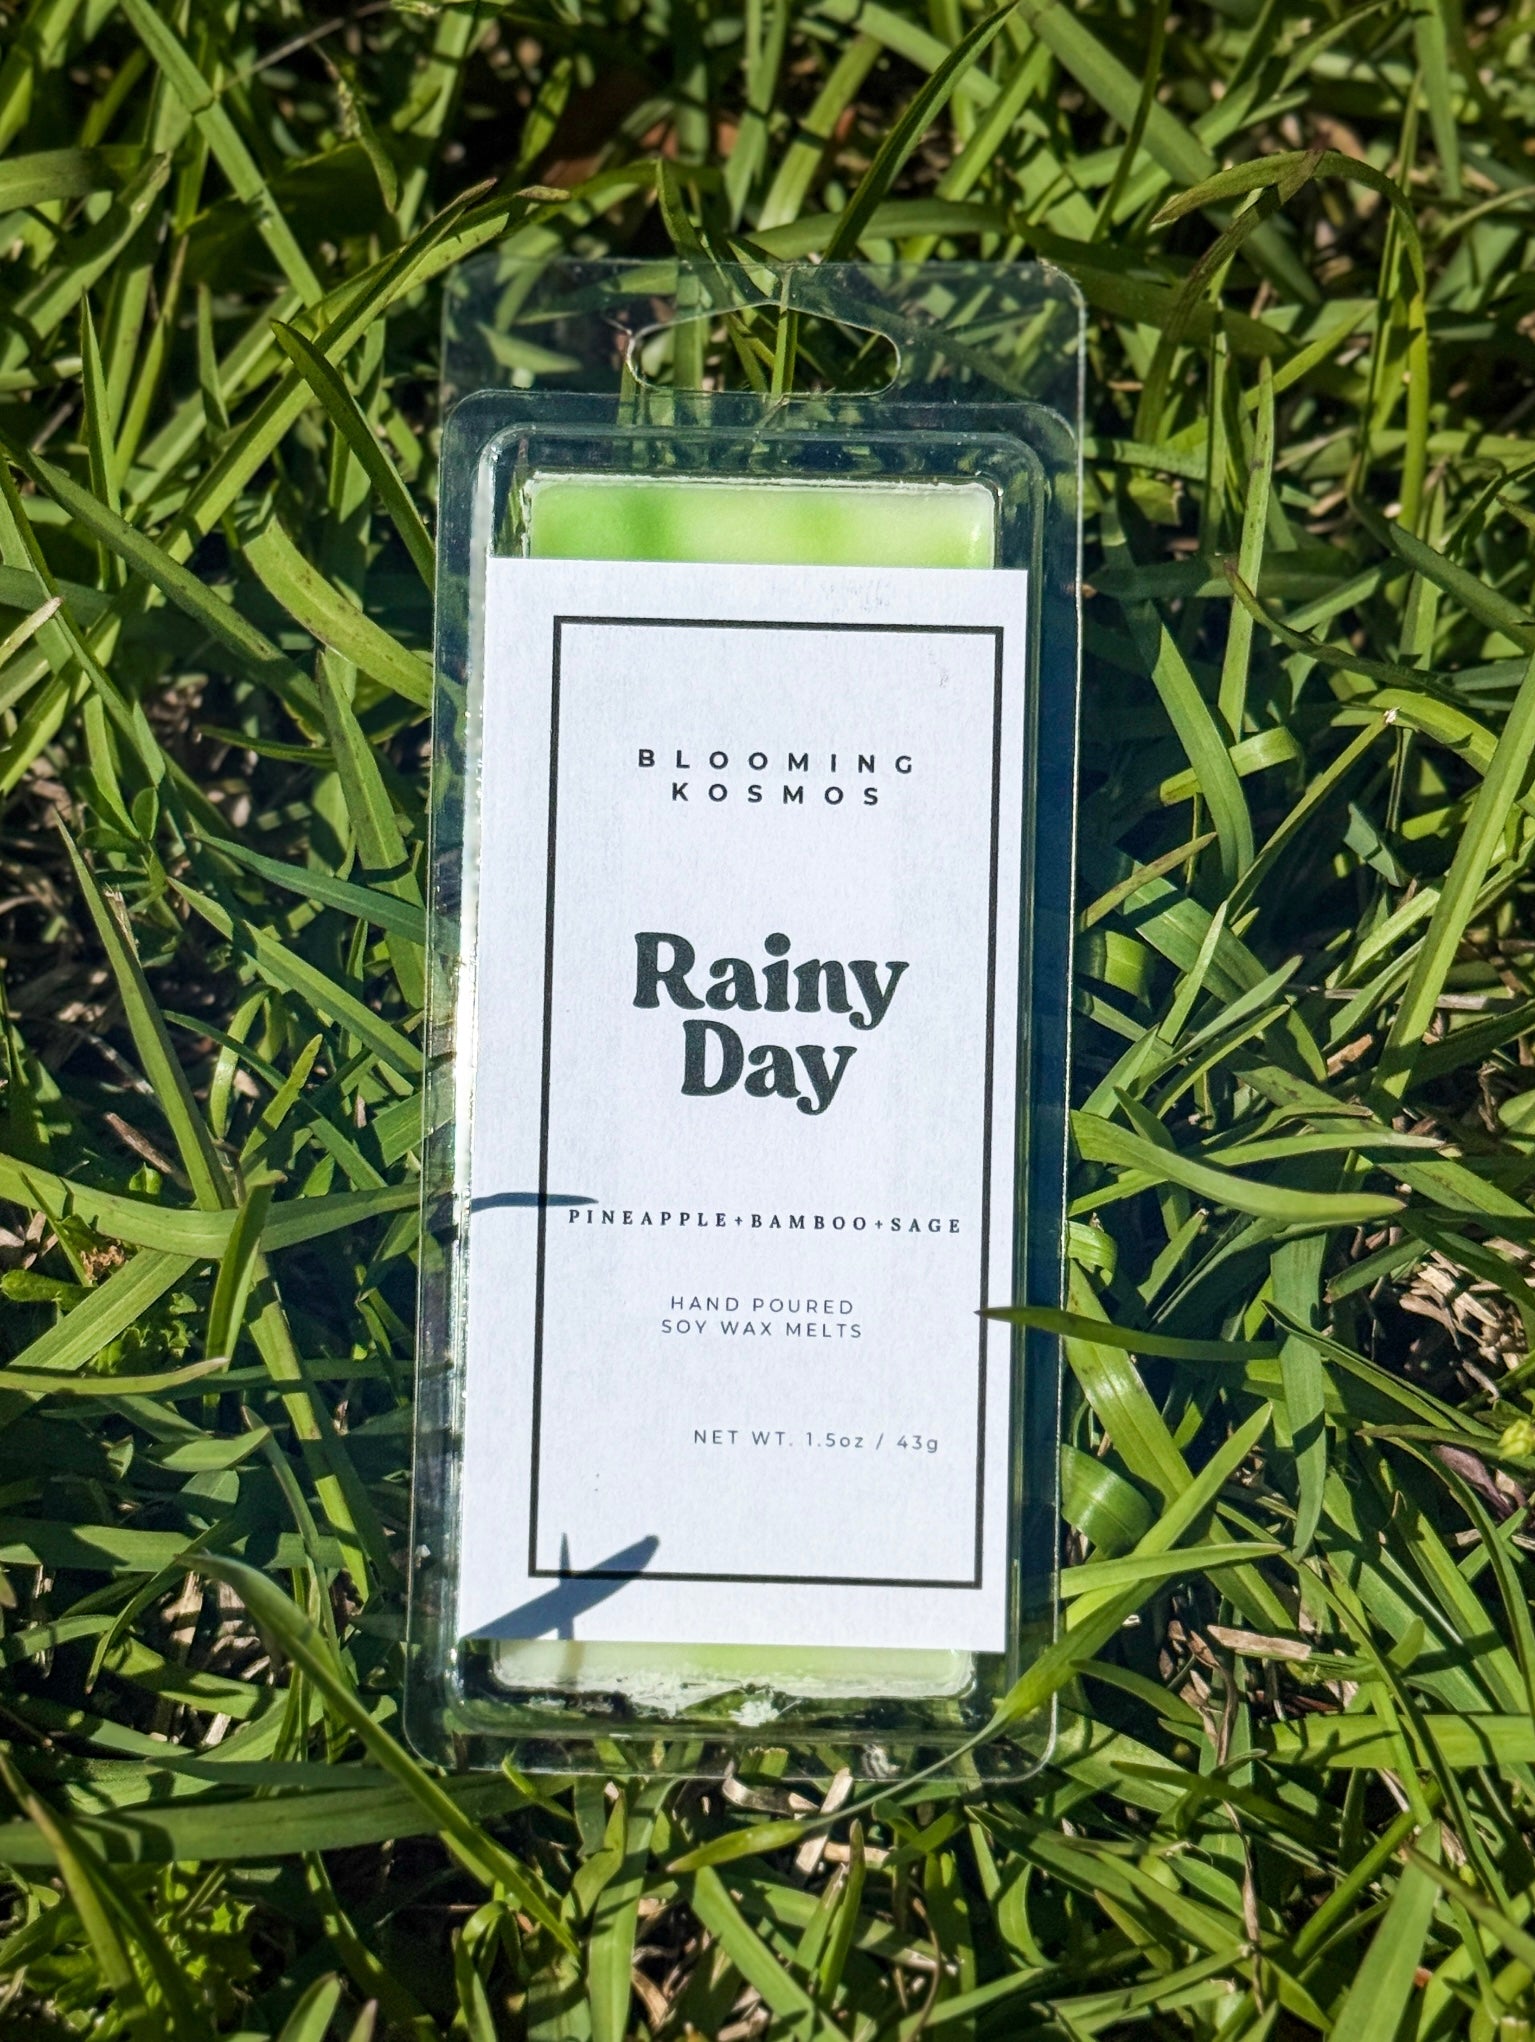 BLOOMING
KOSMOS
Rainy
Day
PINEAPPLE+BAMBOO+SAGE
HAND POURED
SOY WAX MELTS
NET WT. 1.5oz / 43g